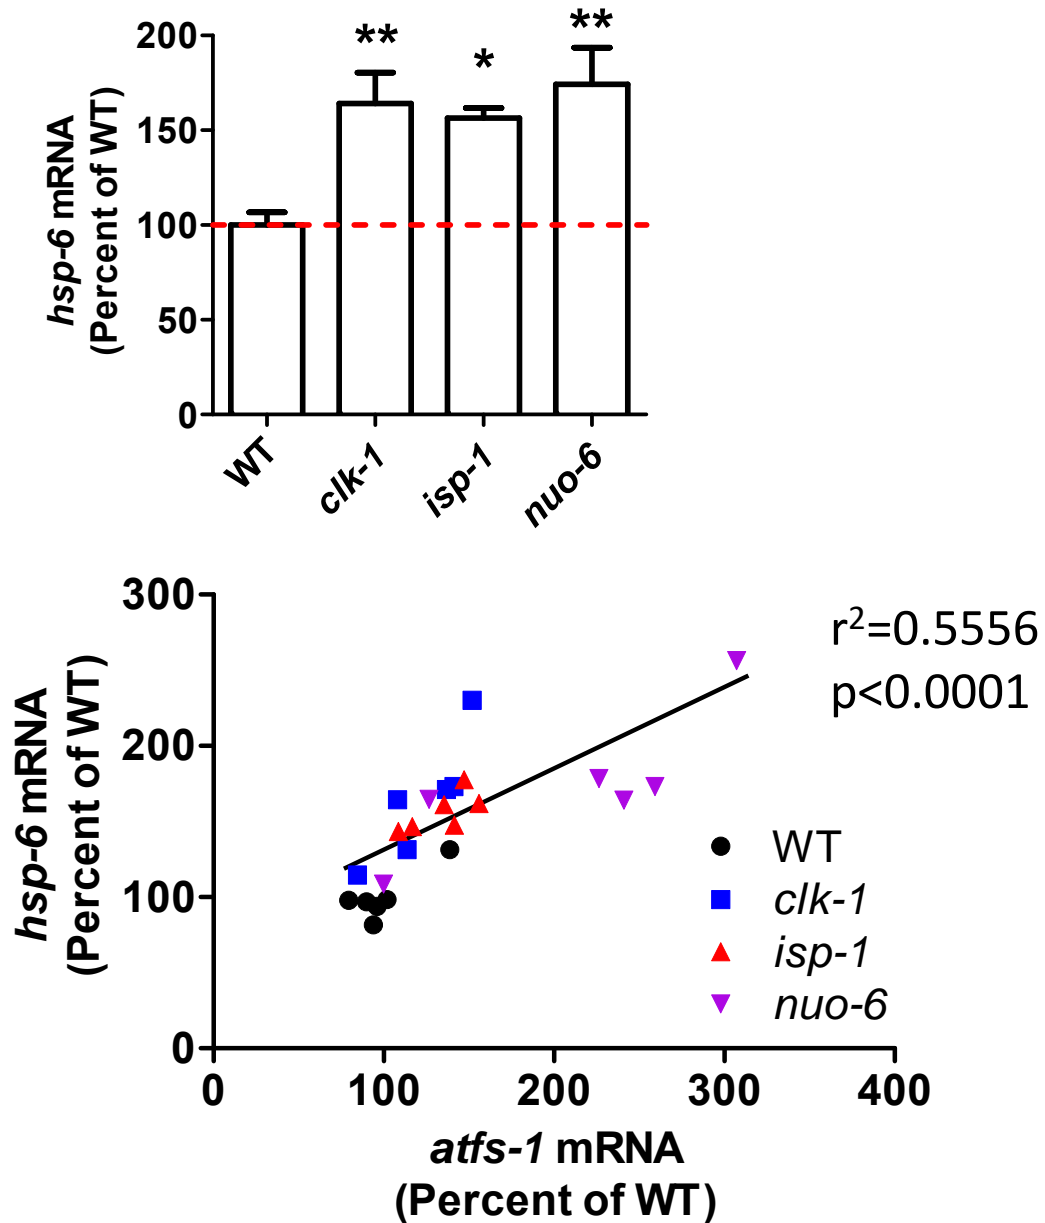 hsp-6 mRNA
(Percent of WT)
200
150
100
50
0
**
*
**
WT
clk-1
isp-1
nuo-6
hsp-6 mRNA
(Percent of WT)
300
200
100
0
r²=0.5556
p<0.0001
WT
clk-1
isp-1
nuo-6
0 100 200 300 400
atfs-1 mRNA
(Percent of WT)